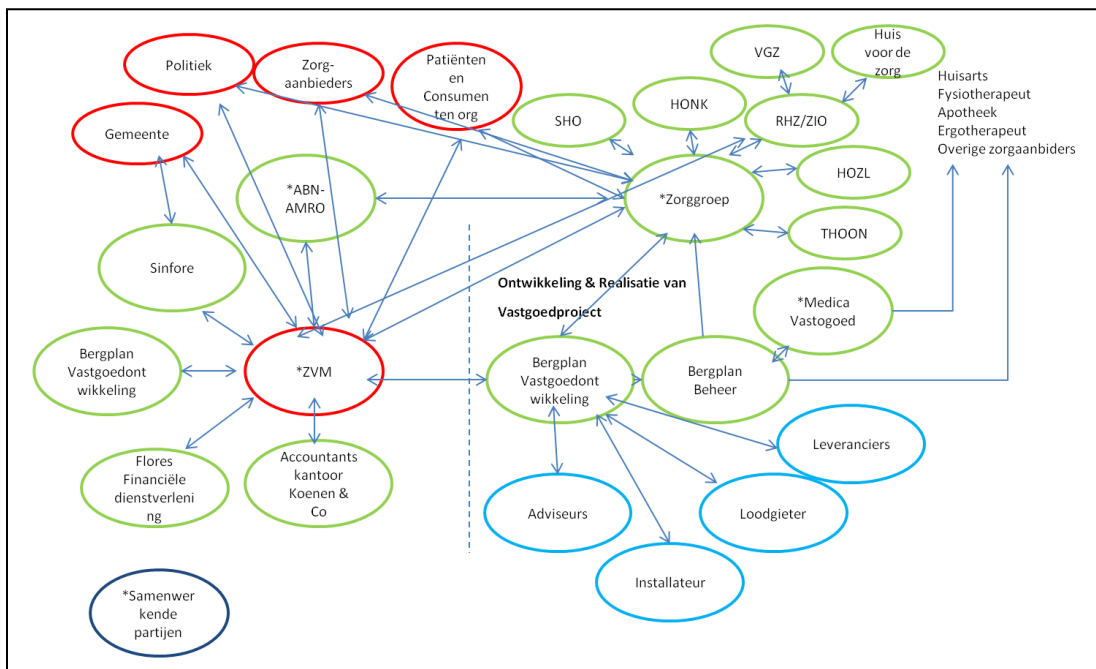 Politiek
Zorg-
aanbieders
Patiënten
en
Consumen
ten org
Gemeente
*ABN-
AMRO
Sinfore
Bergplan
Vastgoedont
wikkeling
*ZVM
Flores
Financiële
dienstverleni
ng
Accountants
kantoor
Koenen &
Co
*Samenwer
kende
partijen
VGZ
Huis
voor de
zorg
HONK
SHO
RHZ/ZIO
*Zorggroep
HOZL
THOON
Huisarts
Fysiotherapeut
Apotheek
Ergotherapeut
Overige zorgaanbiders
Ontwikkeling & Realisatie van
Vastgoedproject
*Medica
Vastogoed
Bergplan
Vastgoedont
wikkeling
Bergplan
Beheer
Leveranciers
Adviseurs
Loodgieter
Installateur